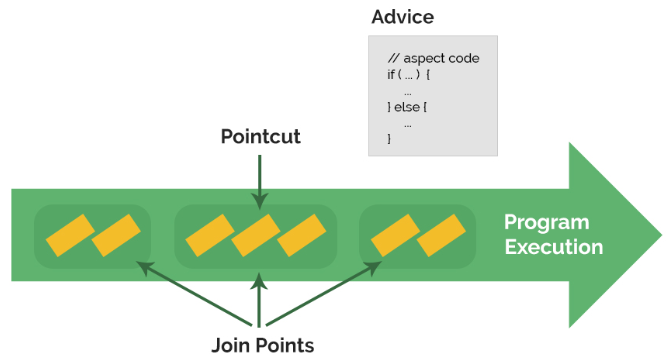 Advice
// aspect code
if ( ... ) {
...
} else {
...
}
Pointcut
Program
Execution
Join Points